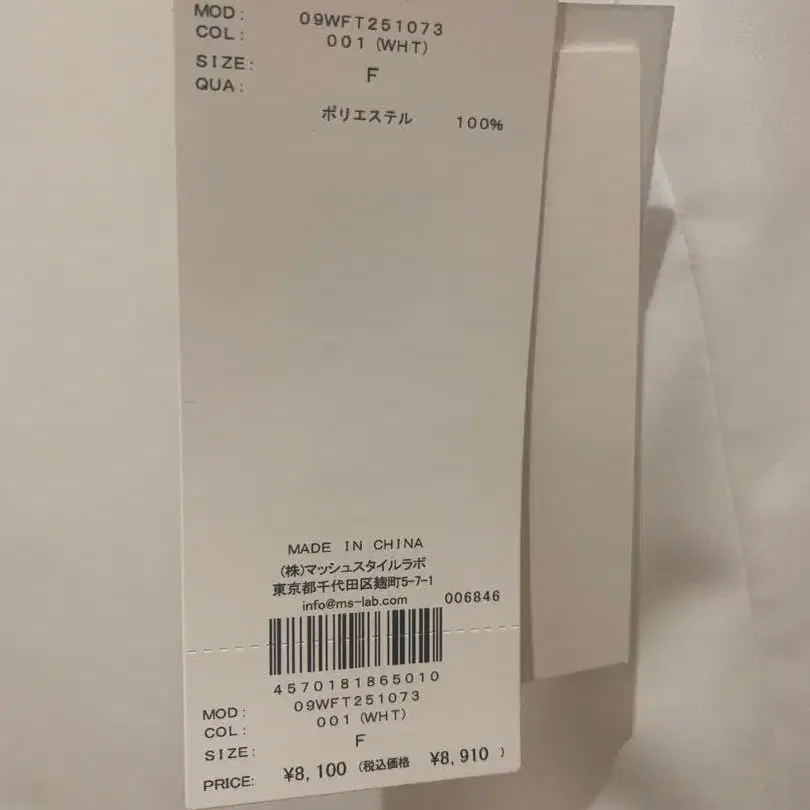 MOD: 09WFT251073
COL: 001 (WHT)
SIZE: F
QUA:
ポリエステル 100%
MADE IN CHINA
(株)マッシュスタイルラボ
東京都千代田区麹町5-7-1
info@ms-lab.com 006846
4570181865010
MOD: 09WFT251073
COL: 001 (WHT)
SIZE: F
PRICE: ¥8,100 (税込価格 ¥8,910 )